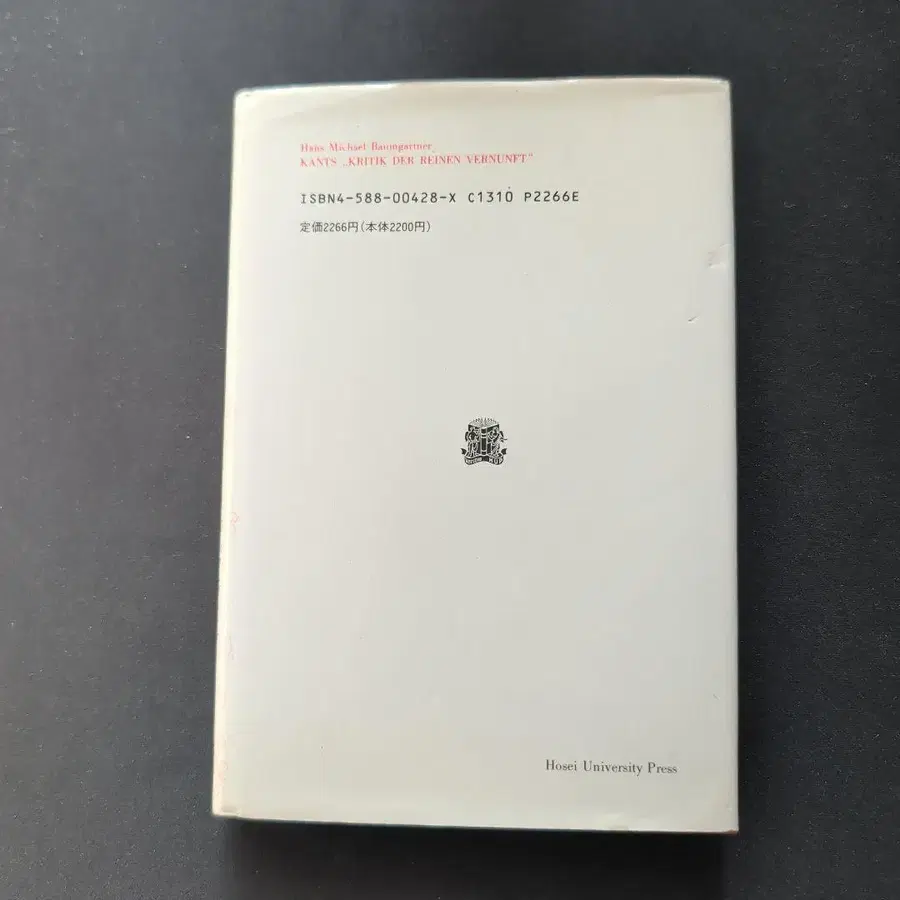 Hans Michael Baumgartner
KANTS „KRITIK DER REINEN VERNUNFT"
ISBN4-588-00428-X C1310 P2266E
定価2266円(本体2200円)
Hosei University Press